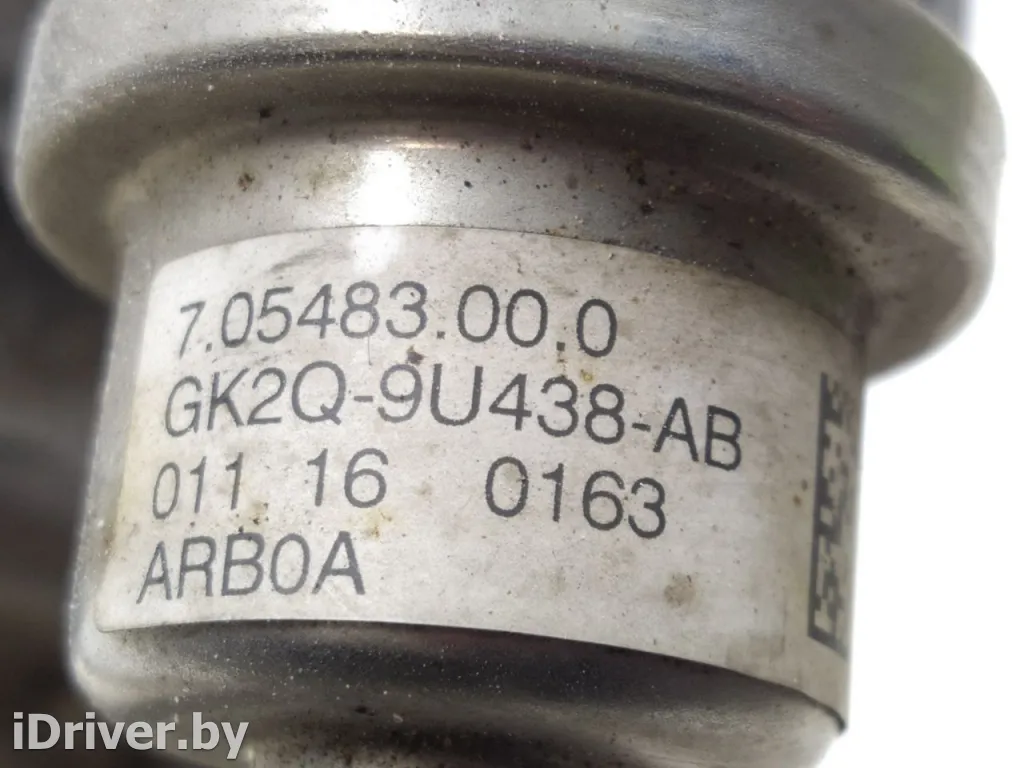 7.05483.00.0
GK2Q-9U438-AB
011 16 0163
ARB0A
iDriver.by